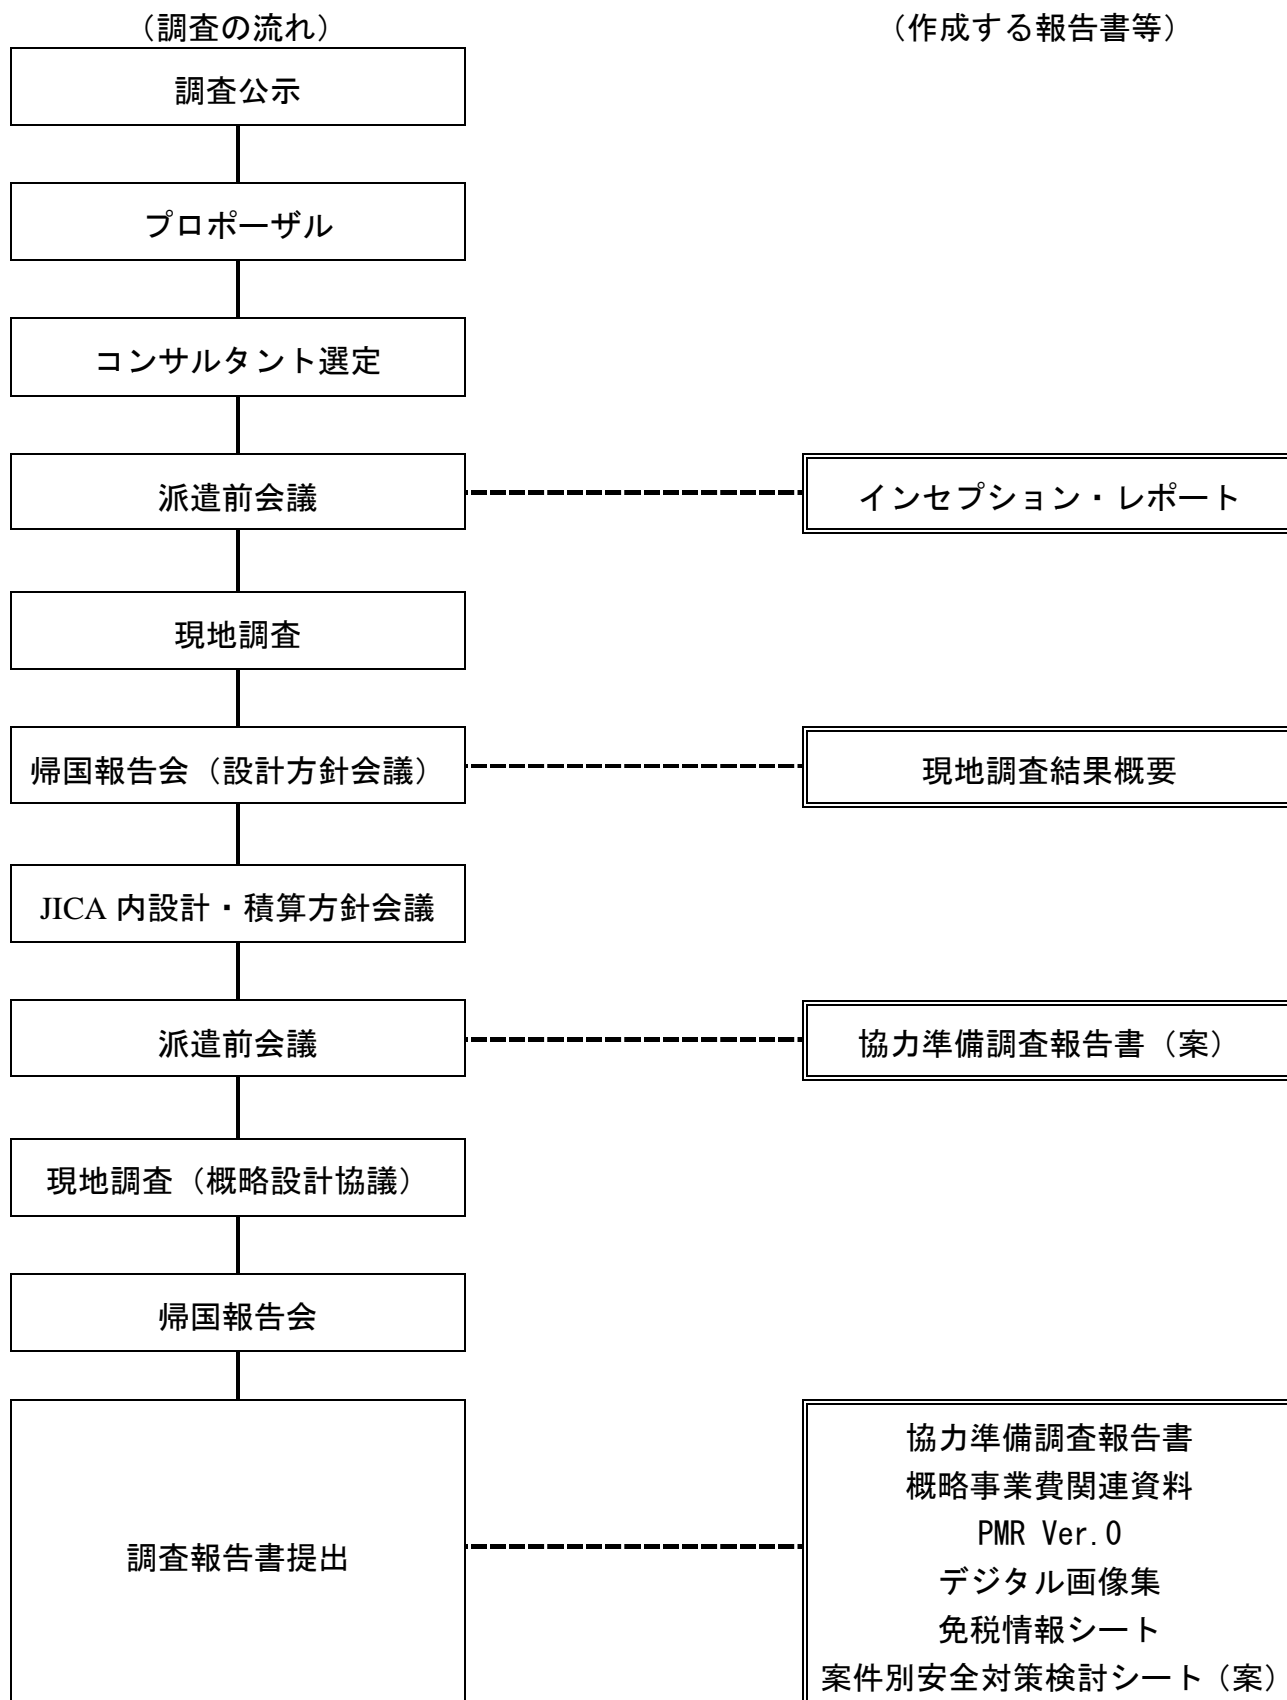 （調査の流れ）
（作成する報告書等）
調査公示
プロポーザル
コンサルタント選定
派遣前会議
インセプション・レポート
現地調査
帰国報告会（設計方針会議）
現地調査結果概要
JICA 内設計・積算方針会議
派遣前会議
協力準備調査報告書（案）
現地調査（概略設計協議）
帰国報告会
調査報告書提出
協力準備調査報告書
概略事業費関連資料
PMR Ver.0
デジタル画像集
免税情報シート
案件別安全対策検討シート（案）